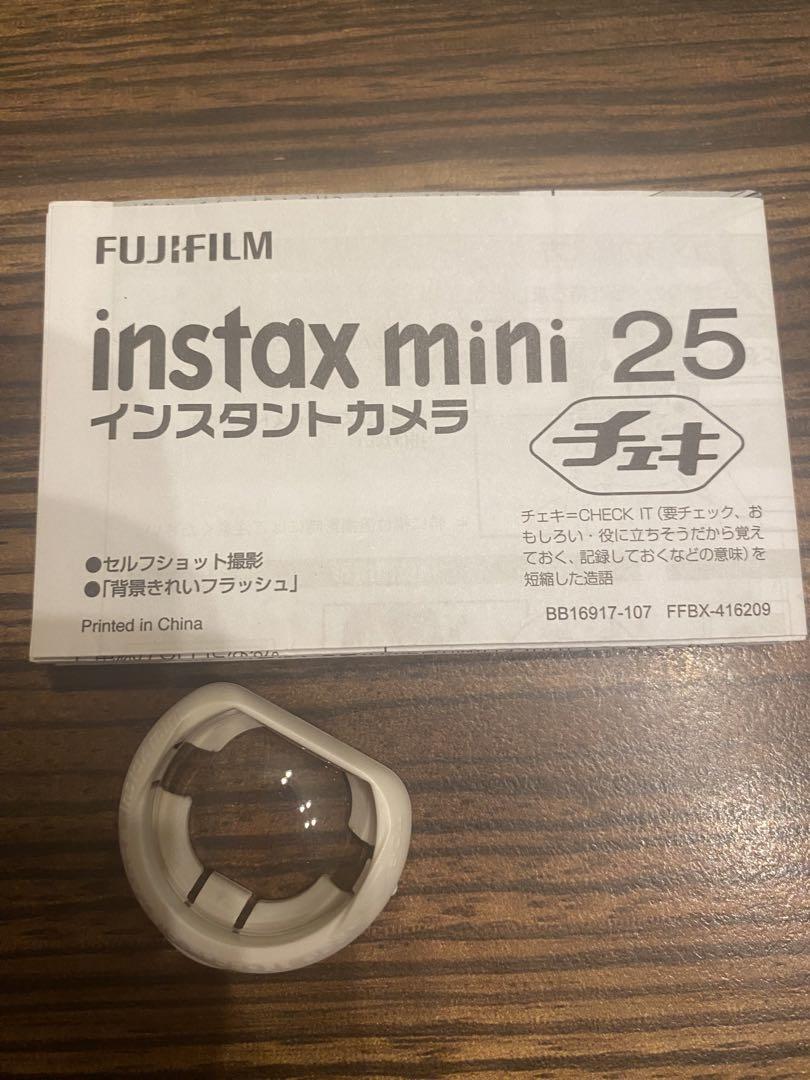 FUJIFILM
instax mini 25
インスタントカメラ
チェキ
チェキ=CHECK IT(要チェック、お
もしろい・役に立ちそうだから覚え
ておく、記録しておくなどの意味)を
短縮した造語
●セルフショット撮影
●「背景きれいフラッシュ」
BB16917-107 FFBX-416209
Printed in China